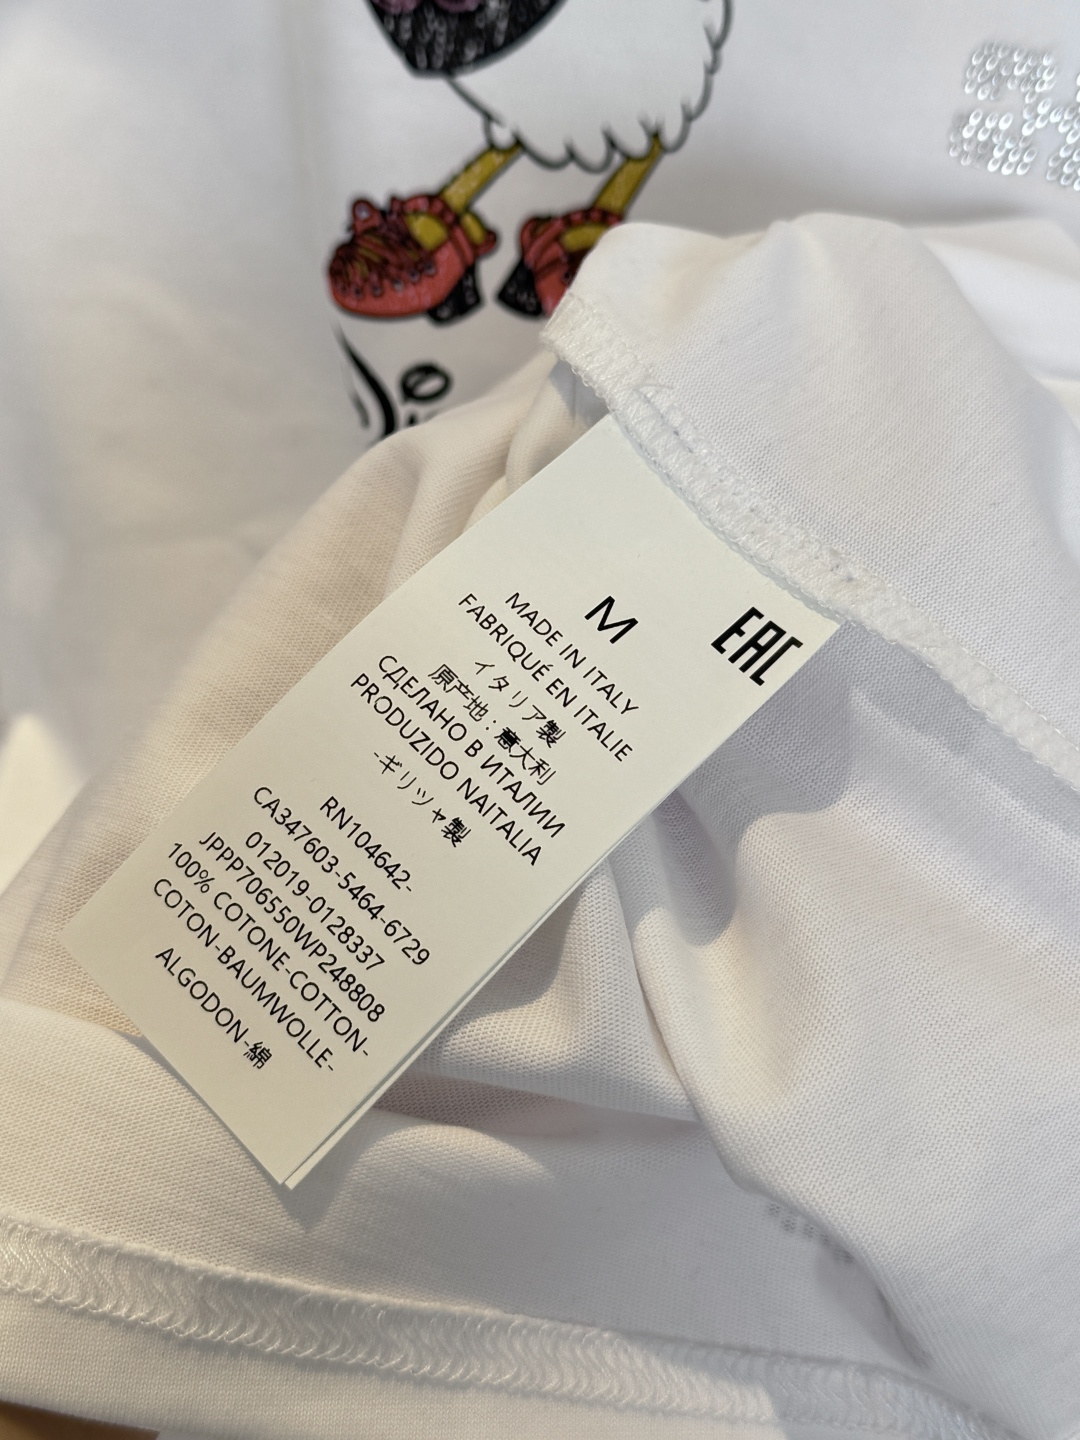 M
EAC
MADE IN ITALY
FABRIQUÉ EN ITALIE
イタリア製
原产地：意大利
СДЕЛАНО В ИТАЛИИ
PRODUZIDO NAITALIA
-ギリツャ製
RN104642-
CA347603-5464-6729
012019-0128337
JPPP706550WP248808
100% COTONE-COTTON-
COTON-BAUMWOLLE-
ALGODON-綿